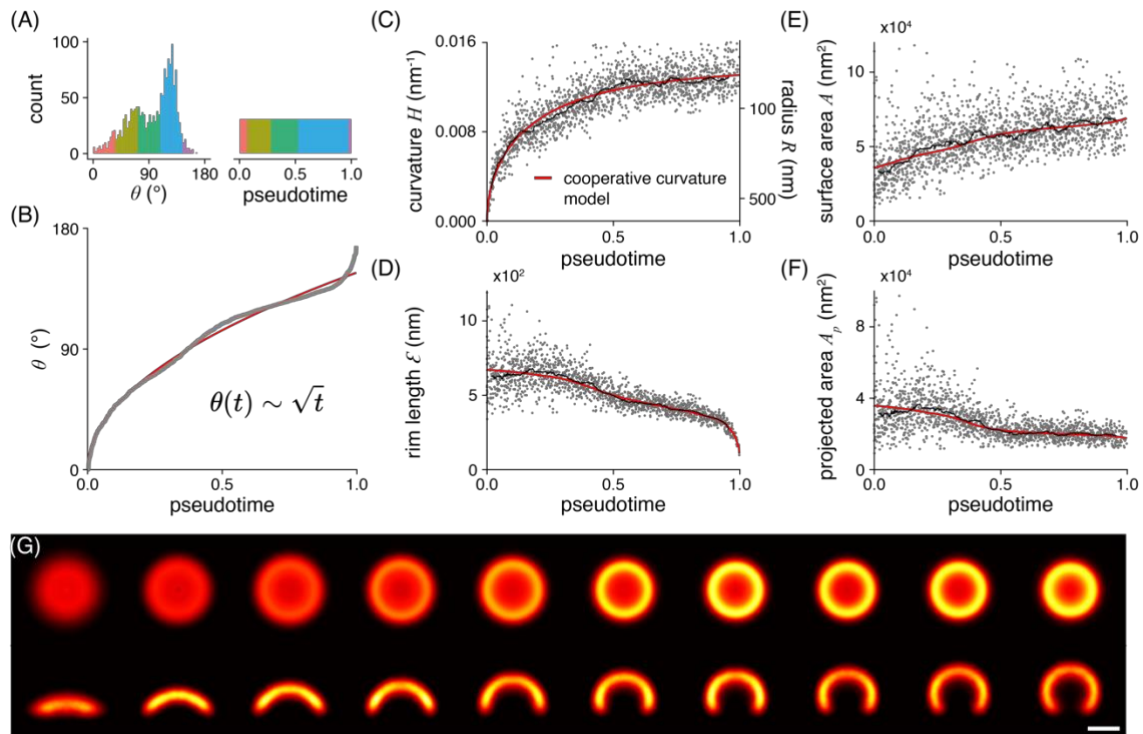 (A)
100
50
0
count
0
90
180
θ (°)
0.0
0.5
1.0
pseudotime
(B)
180
90
0
θ (°)
θ(t) ∼ √t
0.0
0.5
1.0
pseudotime
(C)
0.016
0.008
0.000
curvature H (nm⁻¹)
100
500
radius R (nm)
cooperative curvature
model
0.0
0.5
1.0
pseudotime
(D)
x10²
10
5
0
rim length ℰ (nm)
0.0
0.5
1.0
pseudotime
(E)
x10⁴
10
5
0
surface area A (nm²)
0.0
0.5
1.0
pseudotime
(F)
x10⁴
8
4
0
projected area Aₚ (nm²)
0.0
0.5
1.0
pseudotime
(G)